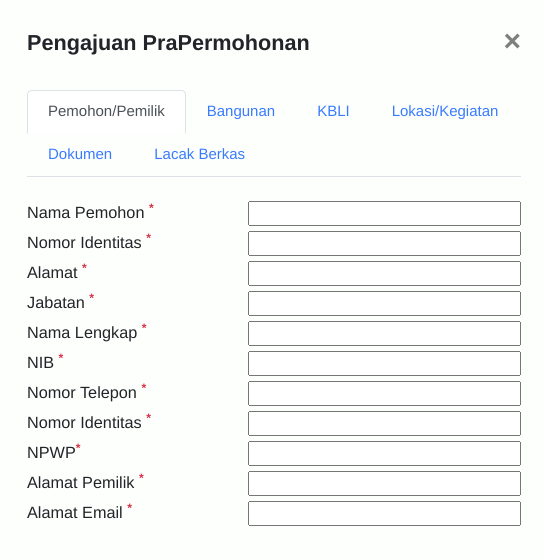 Pengajuan PraPermohonan ×
Pemohon/Pemilik Bangunan KBLI Lokasi/Kegiatan
Dokumen Lacak Berkas
Nama Pemohon *
Nomor Identitas *
Alamat *
Jabatan *
Nama Lengkap *
NIB *
Nomor Telepon *
Nomor Identitas *
NPWP*
Alamat Pemilik *
Alamat Email *